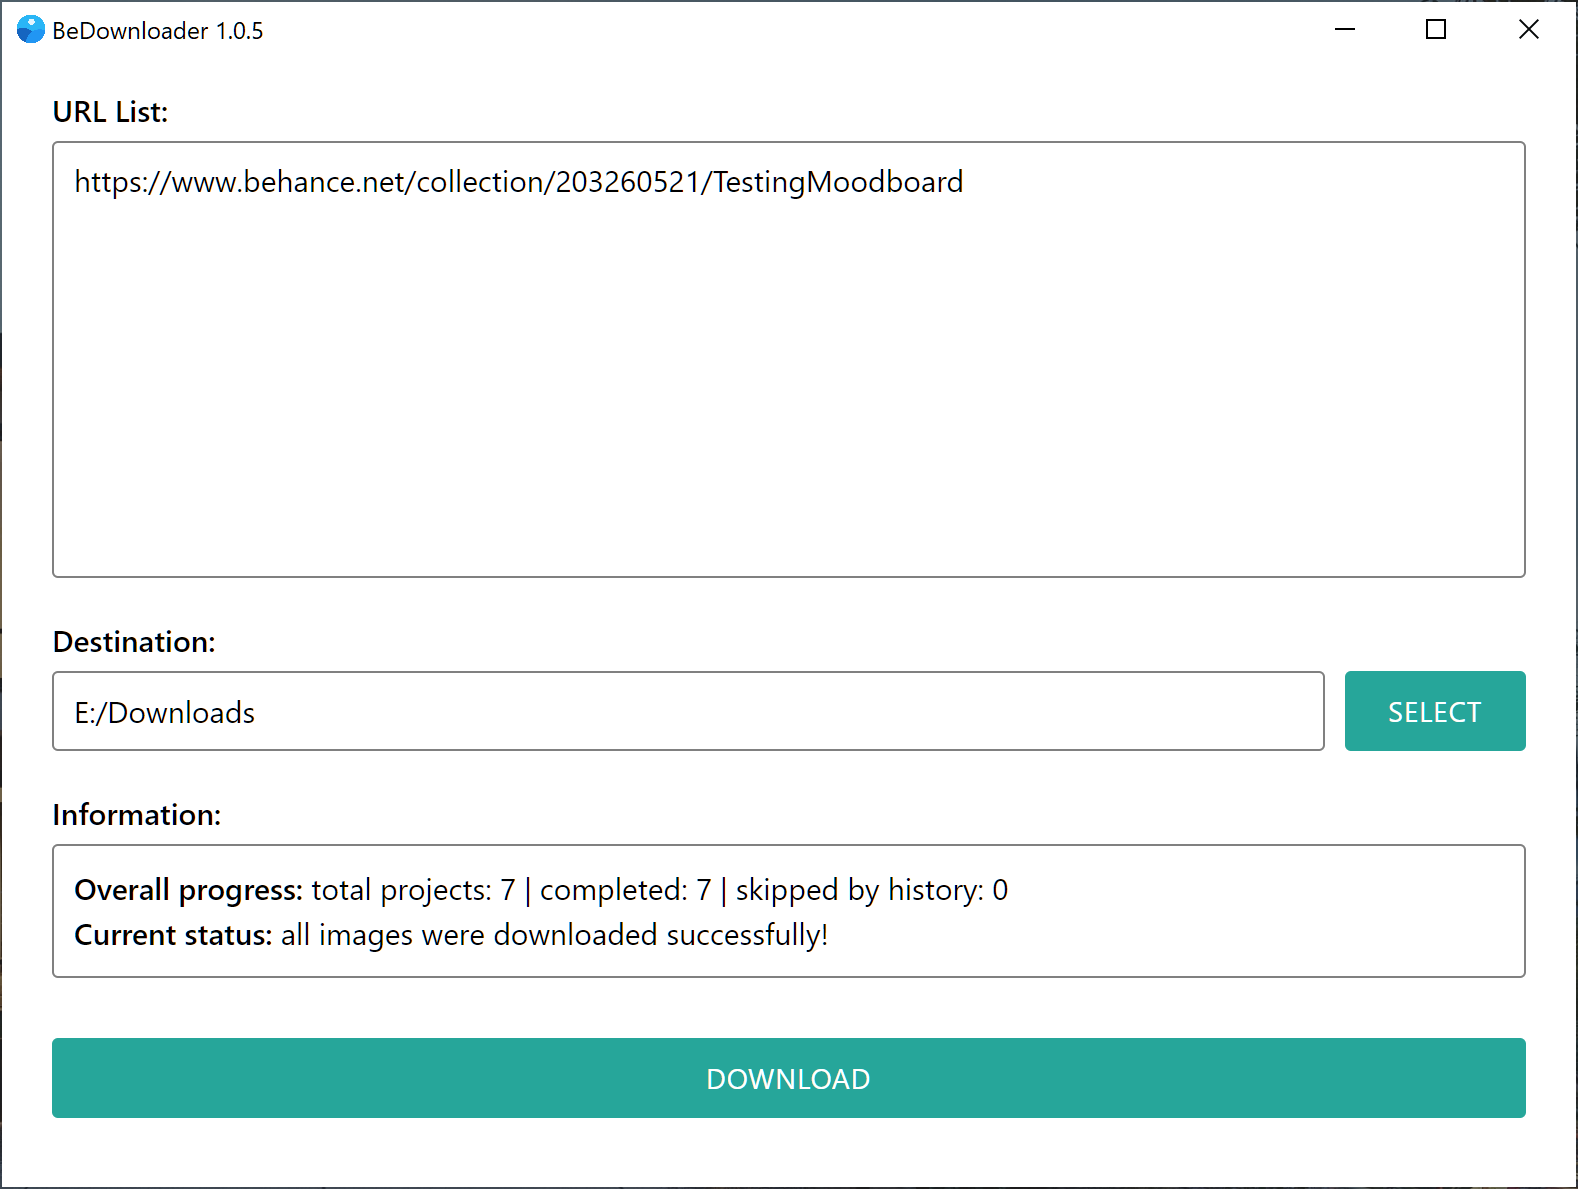 BeDownloader 1.0.5
URL List:
https://www.behance.net/collection/203260521/TestingMoodboard
Destination:
E:/Downloads
SELECT
Information:
Overall progress: total projects: 7 | completed: 7 | skipped by history: 0
Current status: all images were downloaded successfully!
DOWNLOAD